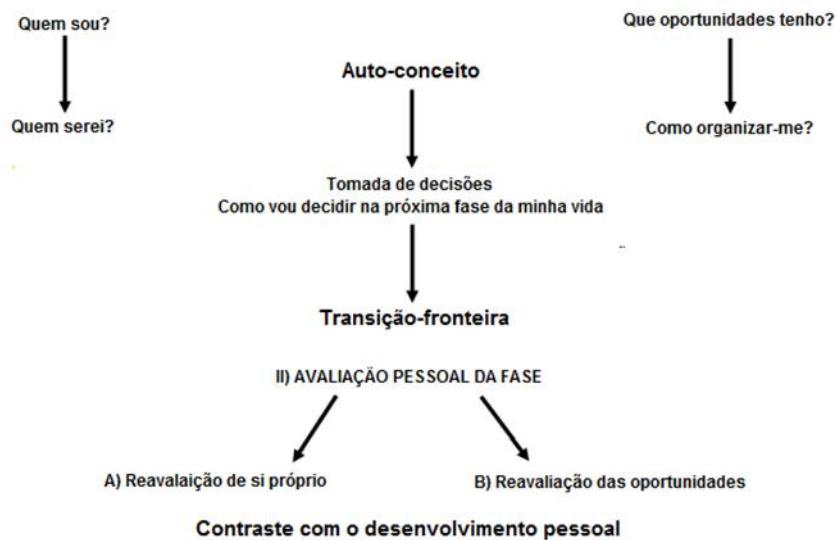 Quem sou?
Que oportunidades tenho?
Auto-conceito
Quem serei?
Como organizar-me?
Tomada de decisões
Como vou decidir na próxima fase da minha vida
Transição-fronteira
II) AVALIAÇÃO PESSOAL DA FASE
A) Reavalaição de si próprio
B) Reavaliação das oportunidades
Contraste com o desenvolvimento pessoal